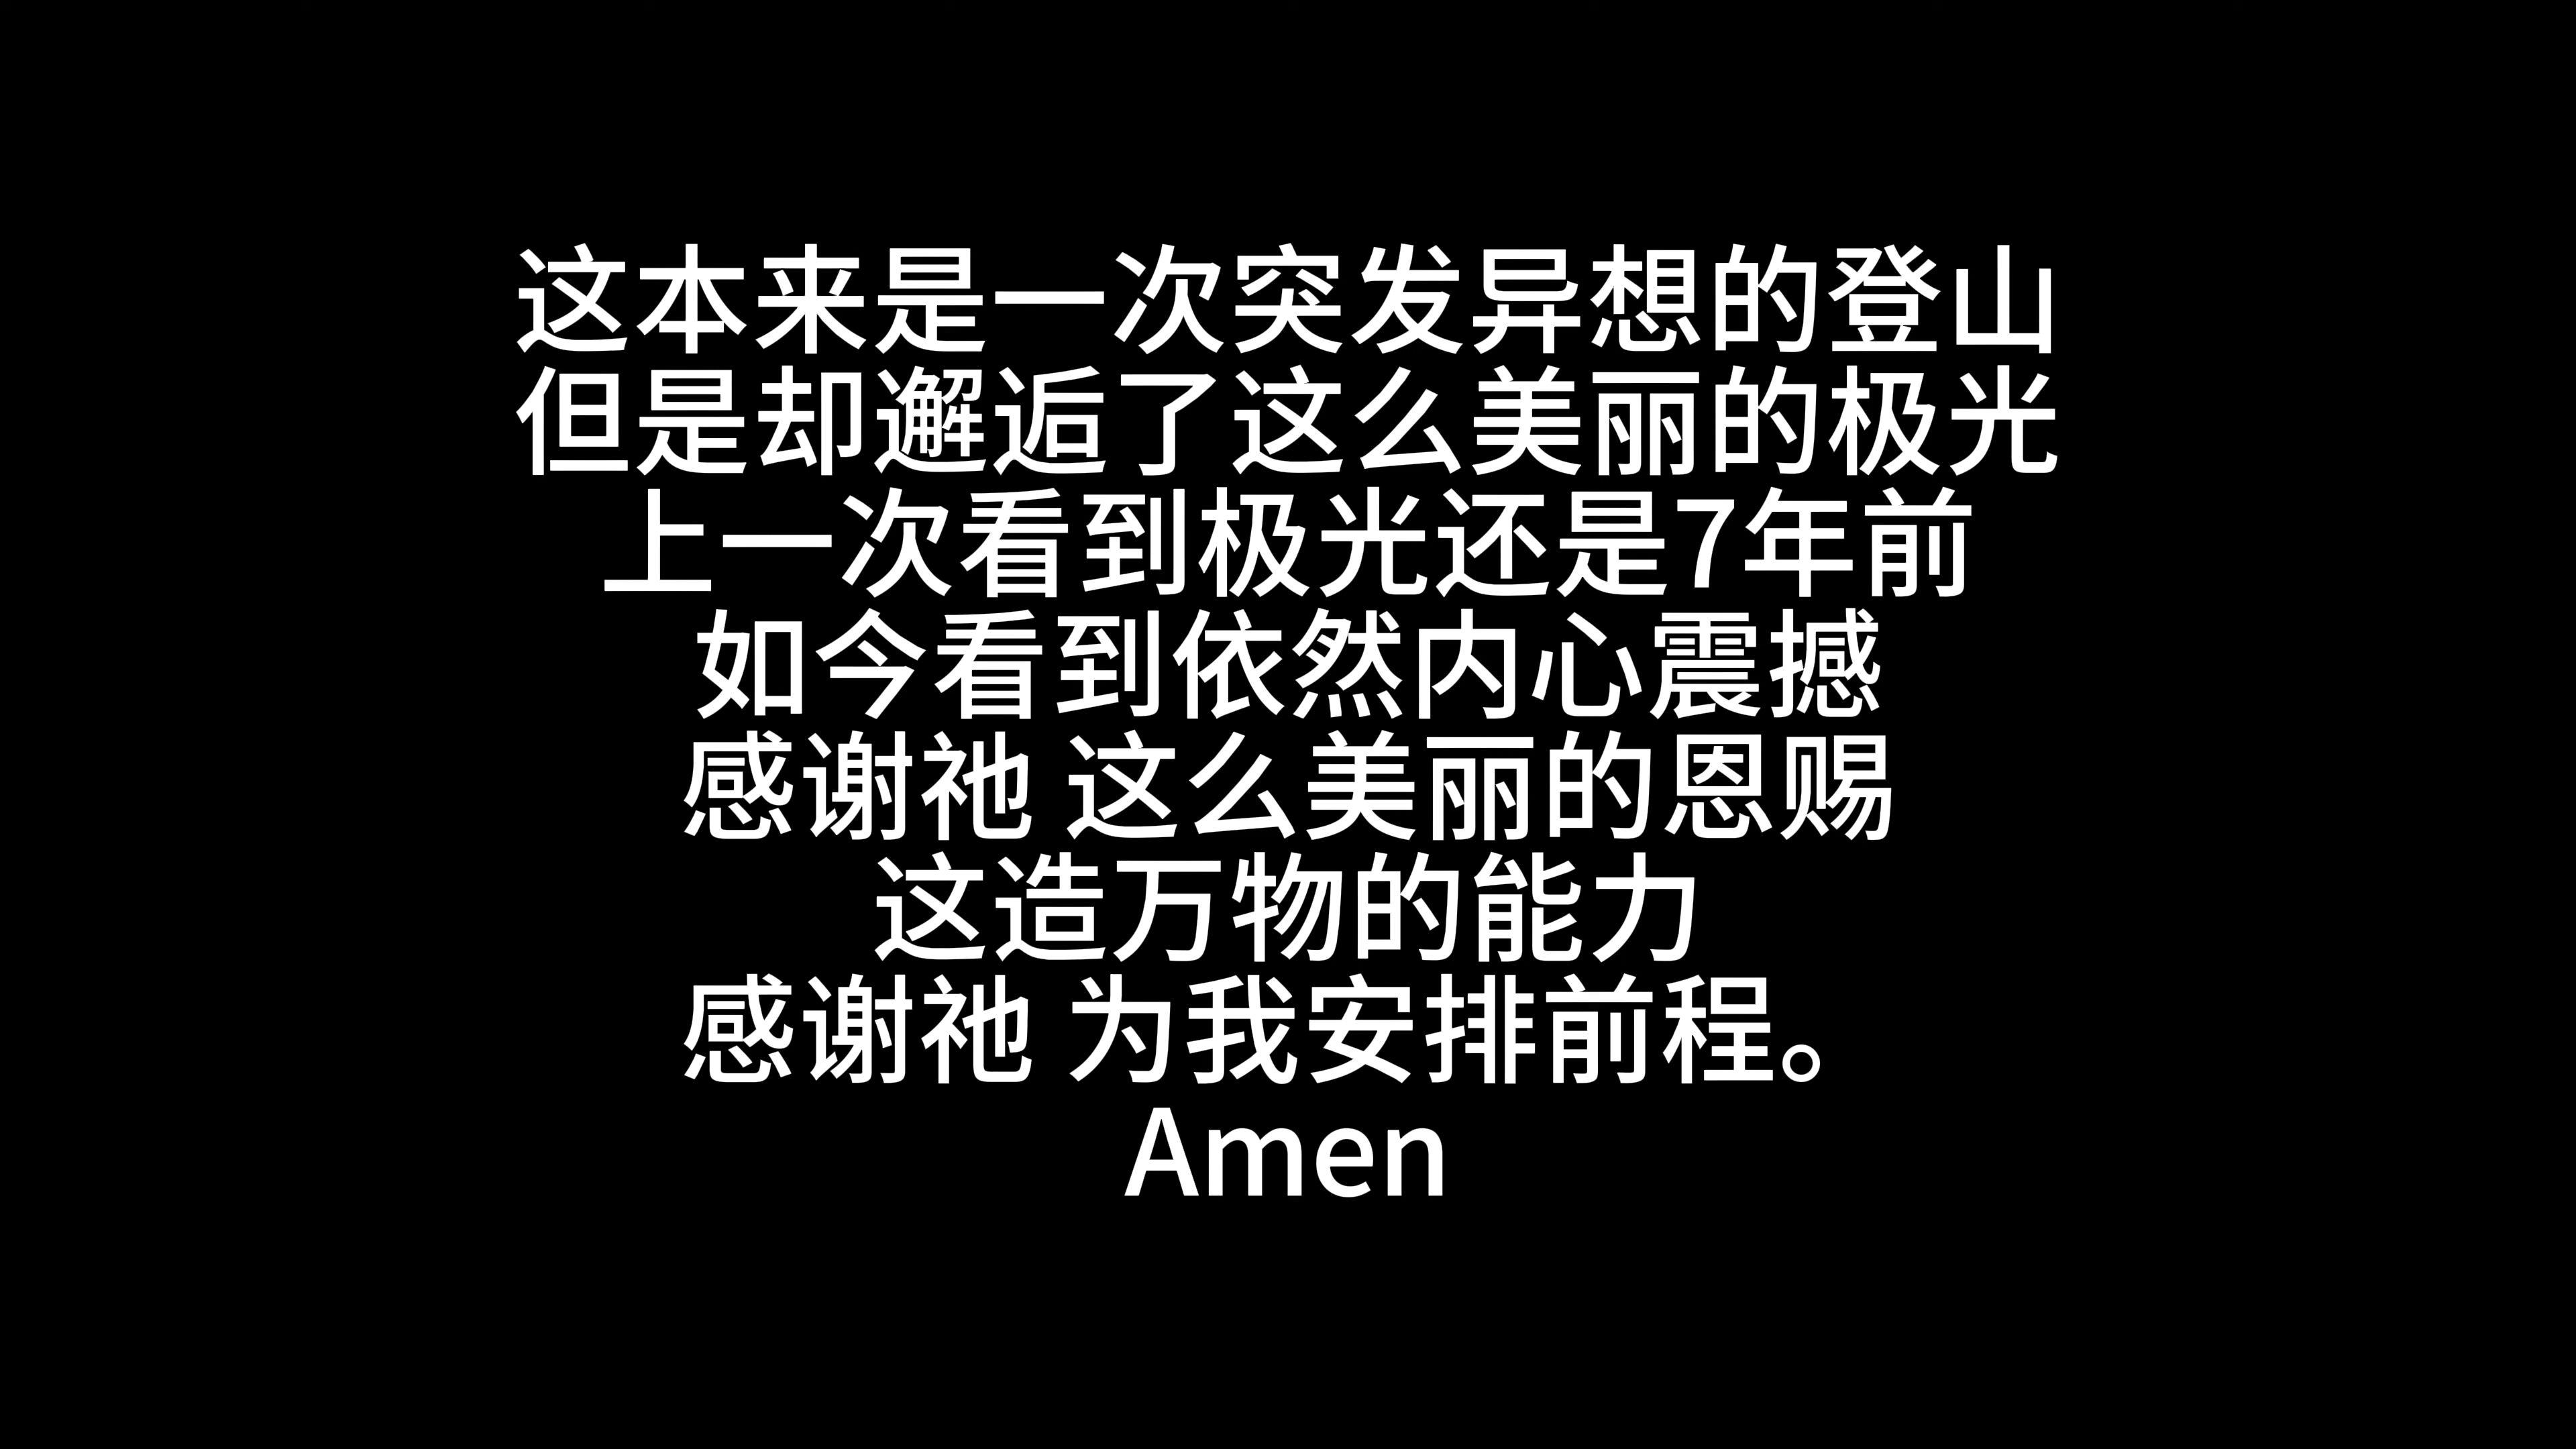 这本来是一次突发异想的登山
但是却邂逅了这么美丽的极光
上一次看到极光还是7年前
如今看到依然内心震撼
感谢祂 这么美丽的恩赐
这造万物的能力
感谢祂 为我安排前程。
Amen